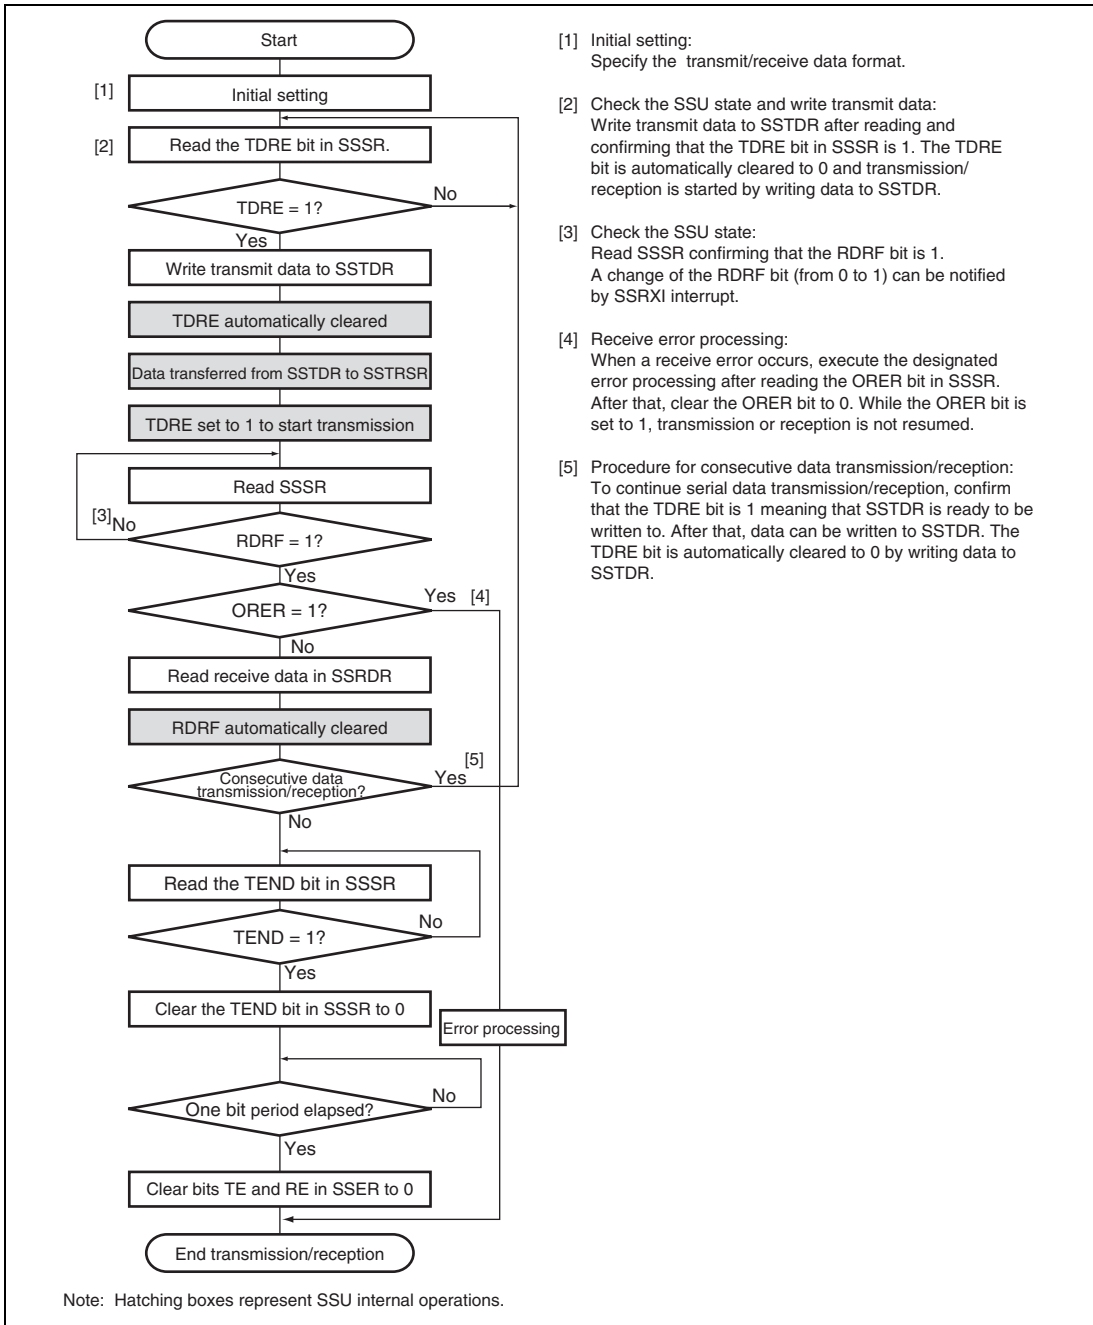 Start
[1] Initial setting
[2] Read the TDRE bit in SSSR.
TDRE = 1?
No
Yes
Write transmit data to SSTDR
TDRE automatically cleared
Data transferred from SSTDR to SSTRSR
TDRE set to 1 to start transmission
Read SSSR
[3]
No
RDRF = 1?
Yes
ORER = 1?
Yes [4]
No
Read receive data in SSRDR
RDRF automatically cleared
Consecutive data
transmission/reception?
[5]
Yes
No
Read the TEND bit in SSSR
TEND = 1?
No
Yes
Clear the TEND bit in SSSR to 0
Error processing
One bit period elapsed?
No
Yes
Clear bits TE and RE in SSER to 0
End transmission/reception
[1] Initial setting:
Specify the transmit/receive data format.
[2] Check the SSU state and write transmit data:
Write transmit data to SSTDR after reading and
confirming that the TDRE bit in SSSR is 1. The TDRE
bit is automatically cleared to 0 and transmission/
reception is started by writing data to SSTDR.
[3] Check the SSU state:
Read SSSR confirming that the RDRF bit is 1.
A change of the RDRF bit (from 0 to 1) can be notified
by SSRXI interrupt.
[4] Receive error processing:
When a receive error occurs, execute the designated
error processing after reading the ORER bit in SSSR.
After that, clear the ORER bit to 0. While the ORER bit is
set to 1, transmission or reception is not resumed.
[5] Procedure for consecutive data transmission/reception:
To continue serial data transmission/reception, confirm
that the TDRE bit is 1 meaning that SSTDR is ready to be
written to. After that, data can be written to SSTDR. The
TDRE bit is automatically cleared to 0 by writing data to
SSTDR.
Note: Hatching boxes represent SSU internal operations.